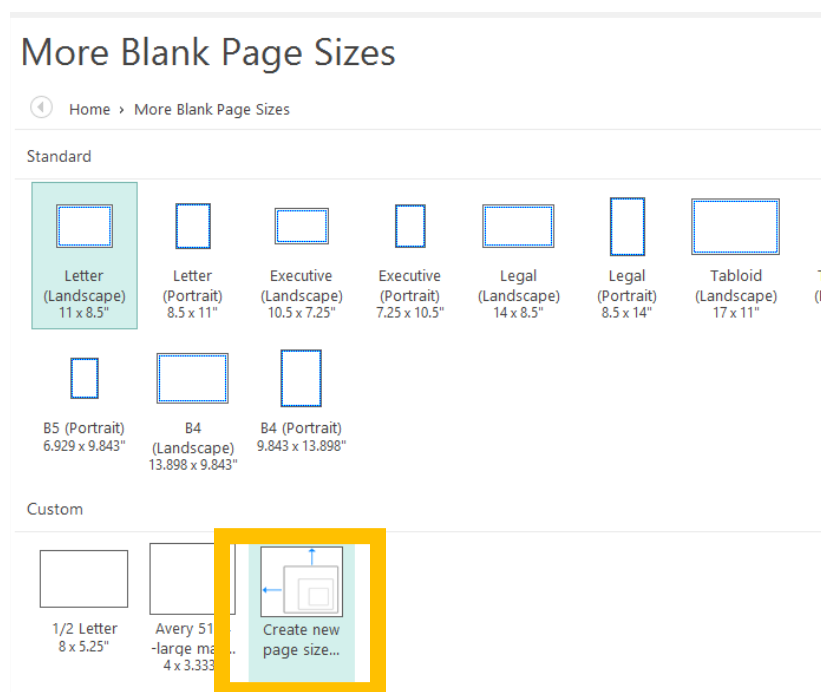 More Blank Page Sizes
Home › More Blank Page Sizes
Standard
Letter
(Landscape)
11 x 8.5"
Letter
(Portrait)
8.5 x 11"
Executive
(Landscape)
10.5 x 7.25"
Executive
(Portrait)
7.25 x 10.5"
Legal
(Landscape)
14 x 8.5"
Legal
(Portrait)
8.5 x 14"
Tabloid
(Landscape)
17 x 11"
B5 (Portrait)
6.929 x 9.843"
B4
(Landscape)
13.898 x 9.843"
B4 (Portrait)
9.843 x 13.898"
Custom
1/2 Letter
8 x 5.25"
Avery
-large
4 x 3.333
Create new
page size...